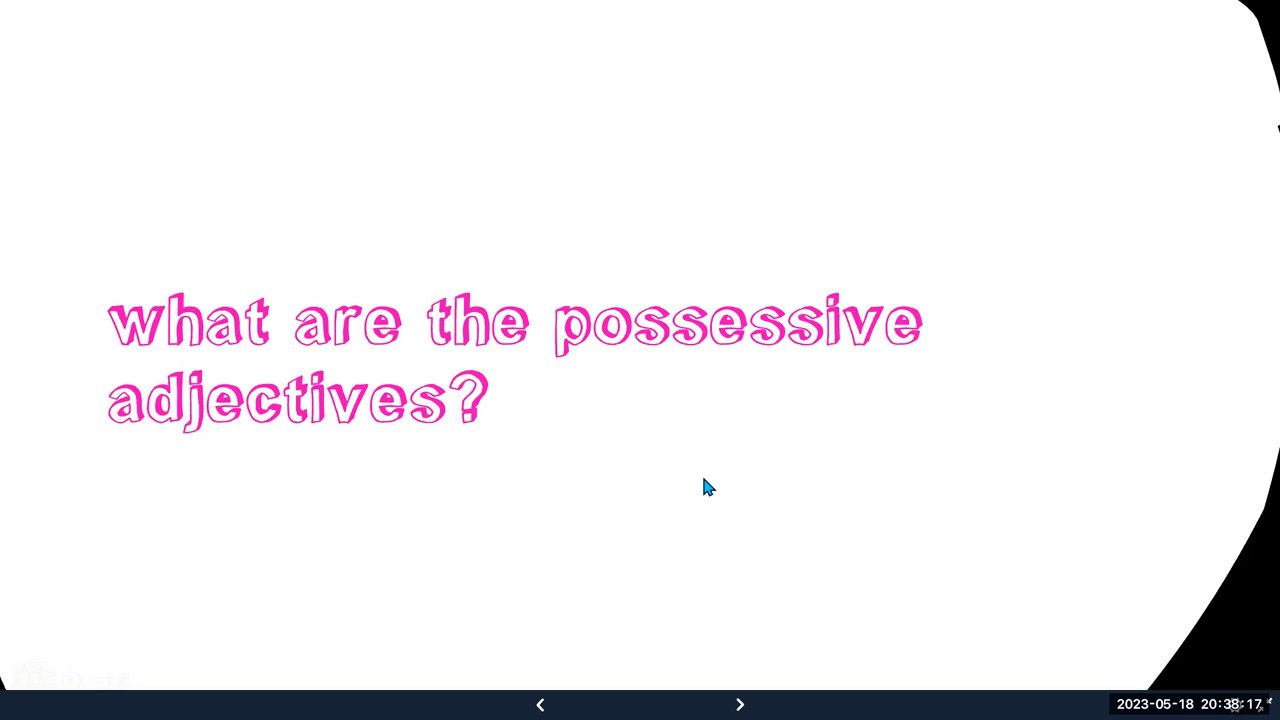 what are the possessive
adjectives?
2023-05-18 20:38:17